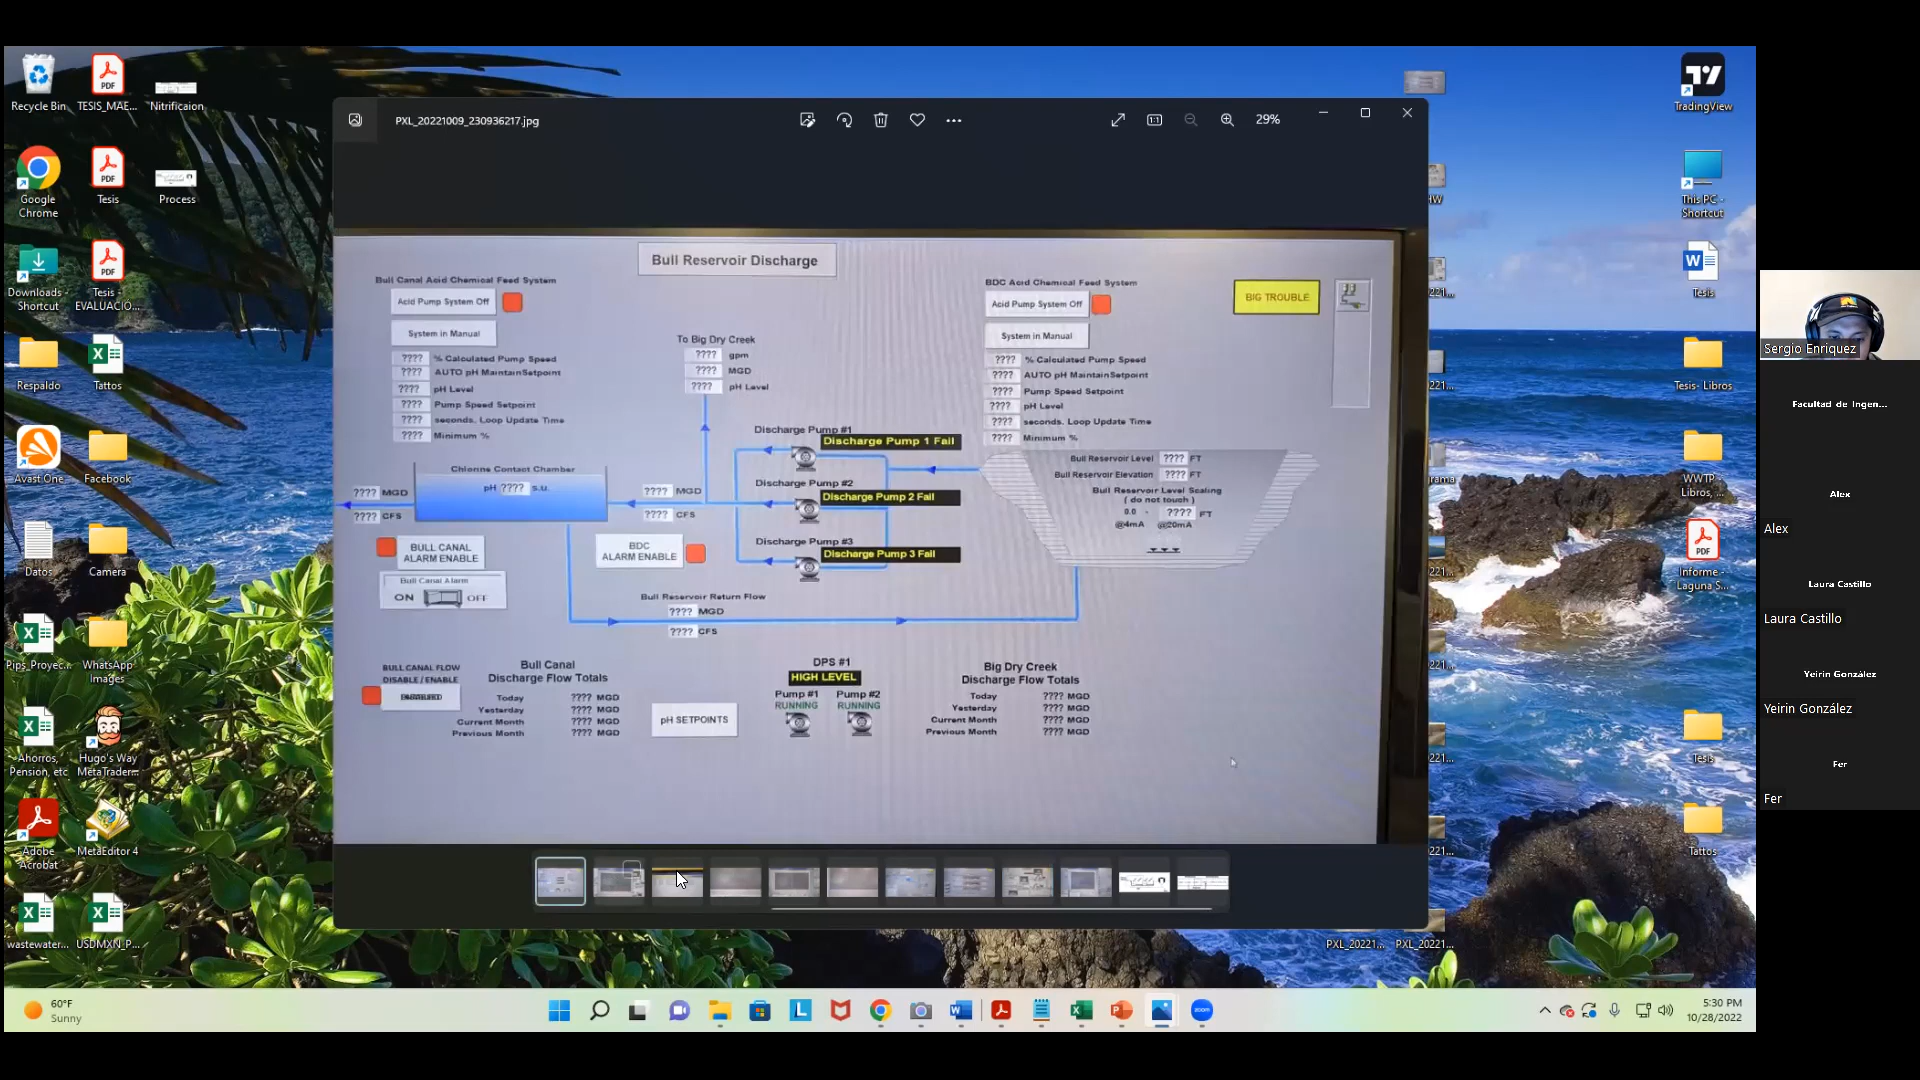 Recycle Bin
TESIS_MAE...
Nitrificaion
Google Chrome
Tesis
Process
Downloads - Shortcut
Tesis - EVALUACIO...
Respaldo
Tattos
Avast One
Facebook
Datos
Camera
Pips_Proyec...
WhatsApp Images
Ahorros, Pension, etc
Hugo's Way MetaTrader...
Adobe Acrobat
MetaEditor 4
wastewater...
USDMXN_P...
PXL_20221009_230936217.jpg
29%
Bull Reservoir Discharge
Bull Canal Acid Chemical Feed System
Acid Pump System Off
System in Manual
???? % Calculated Pump Speed
???? AUTO pH MaintainSetpoint
???? pH Level
???? Pump Speed Setpoint
???? seconds. Loop Update Time
???? Minimum %
To Big Dry Creek
???? gpm
???? MGD
???? pH Level
BDC Acid Chemical Feed System
Acid Pump System Off
System in Manual
???? % Calculated Pump Speed
???? AUTO pH MaintainSetpoint
???? Pump Speed Setpoint
???? pH Level
???? seconds. Loop Update Time
???? Minimum %
BIG TROUBLE
Discharge Pump #1
Discharge Pump 1 Fail
Discharge Pump #2
Discharge Pump 2 Fail
Discharge Pump #3
Discharge Pump 3 Fail
Chlorine Contact Chamber
pH ???? s.u.
???? MGD
???? CFS
???? MGD
???? CFS
Bull Reservoir Level ???? FT
Bull Reservoir Elevation ???? FT
Bull Reservoir Level Scaling
( do not touch )
0.0 - ???? FT
@4mA @20mA
BULL CANAL
ALARM ENABLE
BDC
ALARM ENABLE
Bull Canal Alarm
ON OFF
Bull Reservoir Return Flow
???? MGD
???? CFS
BULL CANAL FLOW
DISABLE / ENABLE
Bull Canal
Discharge Flow Totals
Today ???? MGD
Yesterday ???? MGD
Current Month ???? MGD
Previous Month ???? MGD
pH SETPOINTS
DPS #1
HIGH LEVEL
Pump #1 Pump #2
RUNNING RUNNING
Big Dry Creek
Discharge Flow Totals
Today ???? MGD
Yesterday ???? MGD
Current Month ???? MGD
Previous Month ???? MGD
TradingView
This PC - Shortcut
Tesis
Tesis- Libros
WWTP - Libros, ...
Informe - Laguna S...
Tesis
Tattos
PXL_20221...
PXL_20221...
Sergio Enriquez
Facultad de Ingen...
Alex
Alex
Laura Castillo
Laura Castillo
Yeirin González
Yeirin González
Fer
Fer
60°F
Sunny
zoom
5:30 PM
10/28/2022